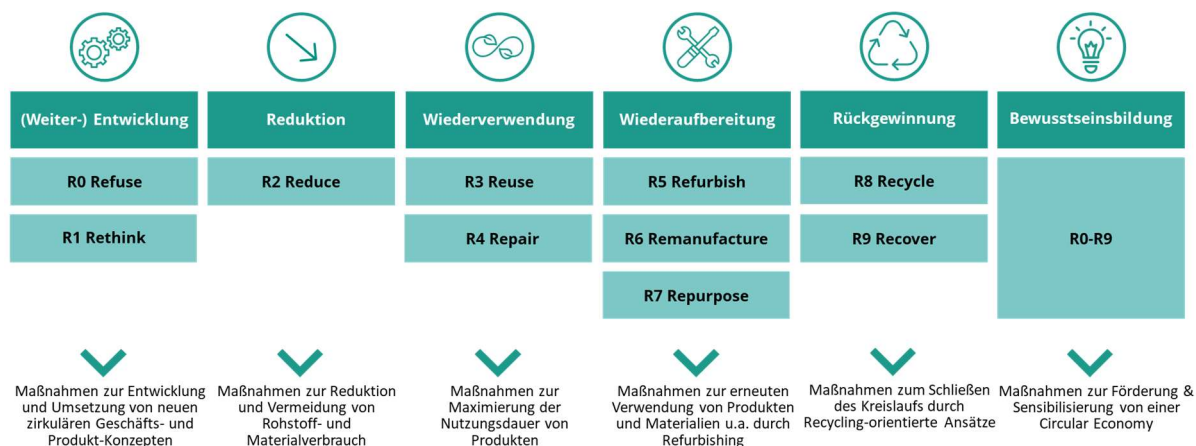 (Weiter-) Entwicklung
R0 Refuse
R1 Rethink
Maßnahmen zur Entwicklung
und Umsetzung von neuen
zirkulären Geschäfts- und
Produkt-Konzepten
Reduktion
R2 Reduce
Maßnahmen zur Reduktion
und Vermeidung von
Rohstoff- und
Materialverbrauch
Wiederverwendung
R3 Reuse
R4 Repair
Maßnahmen zur
Maximierung der
Nutzungsdauer von
Produkten
Wiederaufbereitung
R5 Refurbish
R6 Remanufacture
R7 Repurpose
Maßnahmen zur erneuten
Verwendung von Produkten
und Materialien u.a. durch
Refurbishing
Rückgewinnung
R8 Recycle
R9 Recover
Maßnahmen zum Schließen
des Kreislaufs durch
Recycling-orientierte Ansätze
Bewusstseinsbildung
R0-R9
Maßnahmen zur Förderung &
Sensibilisierung von einer
Circular Economy